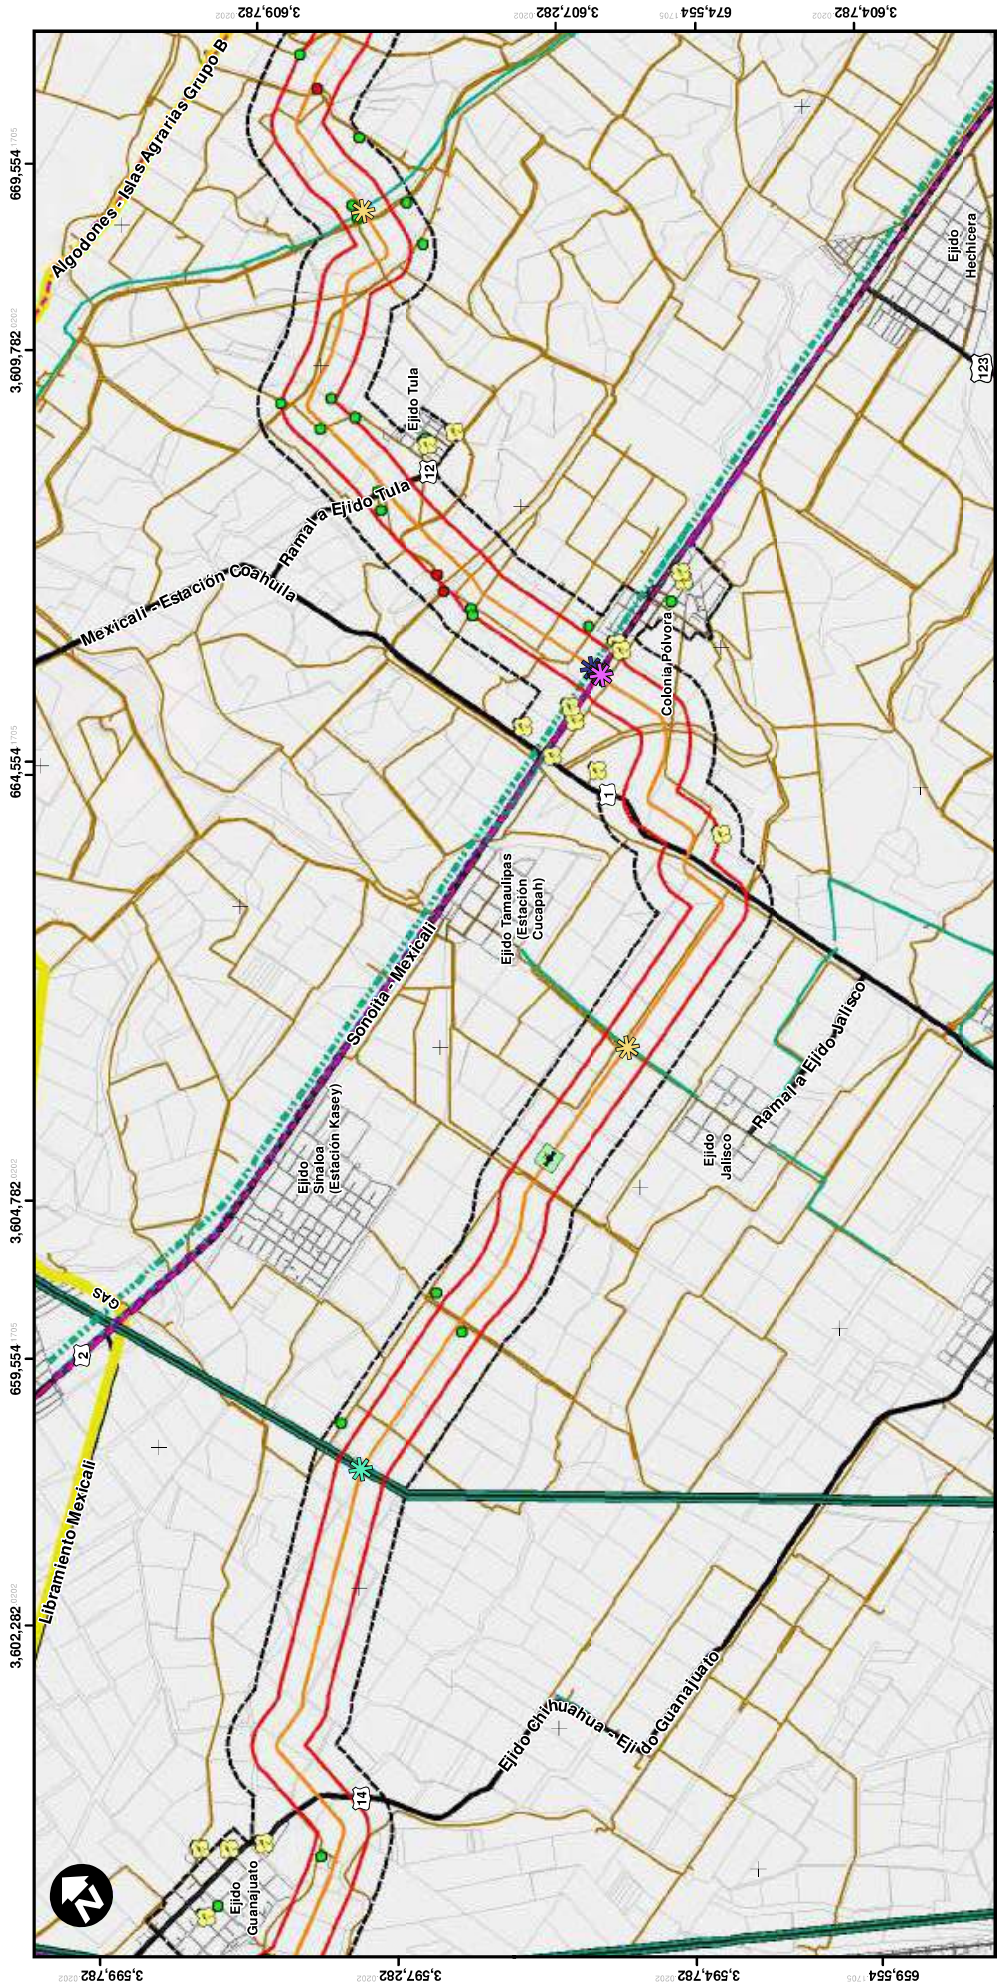 3,609,782
3,607,282
674,554
3,604,782
669,554
Algodones - Islas Agrarias Grupo B
Ejido
Hechicera
123
3,609,782
Ejido Tula
12
Ramal a Ejido Tula
Mexicali - Estación Coahuila
Colonia Pólvora
664,554
1
Ejido Tamaulipas
(Estación
Cucapah)
Sonoita - Mexicali
Ramal a Ejido Jalisco
Ejido
Sinaloa
(Estación Kasey)
Ejido
Jalisco
3,604,782
GAS
2
659,554
Libramiento Mexicali
3,602,282
Ejido Chihuahua - Ejido Guanajuato
14
Ejido
Guanajuato
N
3,599,782
3,597,282
3,594,782
659,554